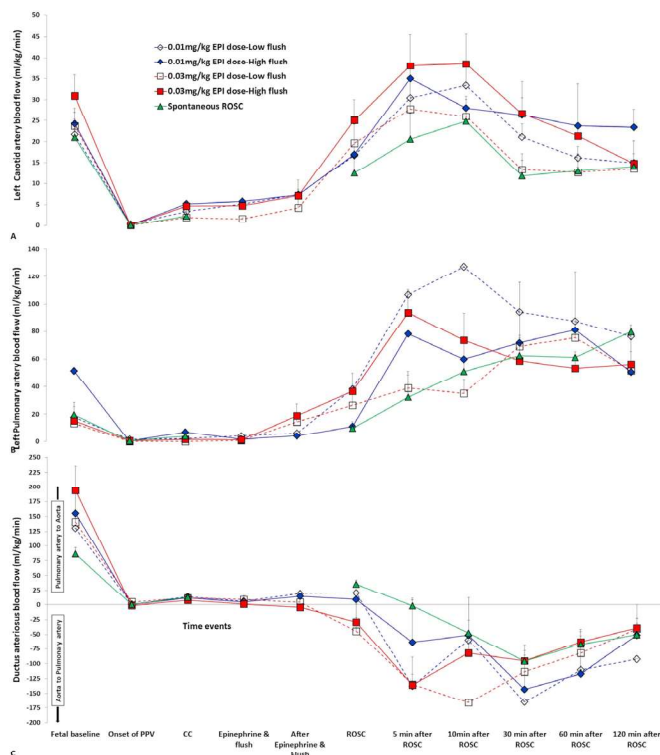 Left Carotid artery blood flow (ml/kg/min)
50
45
40
35
30
25
20
15
10
5
0
0.01mg/kg EPI dose-Low flush
0.01mg/kg EPI dose-High flush
0.03mg/kg EPI dose-Low flush
0.03mg/kg EPI dose-High flush
Spontaneous ROSC
A
Left Pulmonary artery blood flow (ml/kg/min)
140
120
100
80
60
40
20
0
B
Ductus arteriosus blood flow (ml/kg/min)
250
225
200
175
150
125
100
75
50
25
0
-25
-50
-75
-100
-125
-150
-175
-200
Pulmonary artery to Aorta
Aorta to Pulmonary artery
Time events
Fetal baseline
Onset of PPV
CC
Epinephrine &
flush
After
Epinephrine &
flush
ROSC
5 min after
ROSC
10min after
ROSC
30 min after
ROSC
60 min after
ROSC
120 min after
ROSC
C